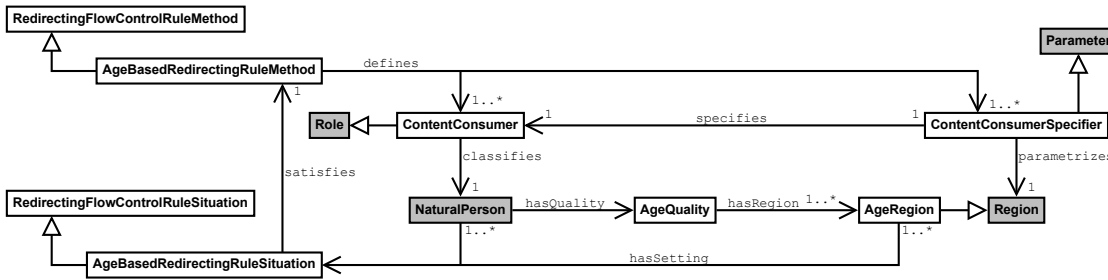 RedirectingFlowControlRuleMethod
Parameter
AgeBasedRedirectingRuleMethod
defines
1
1..*
1..*
Role
ContentConsumer
1
specifies
1
ContentConsumerSpecifier
satisfies
classifies
parametrizes
1
1
RedirectingFlowControlRuleSituation
NaturalPerson
hasQuality
AgeQuality
hasRegion
1..*
AgeRegion
Region
1..*
1..*
AgeBasedRedirectingRuleSituation
hasSetting